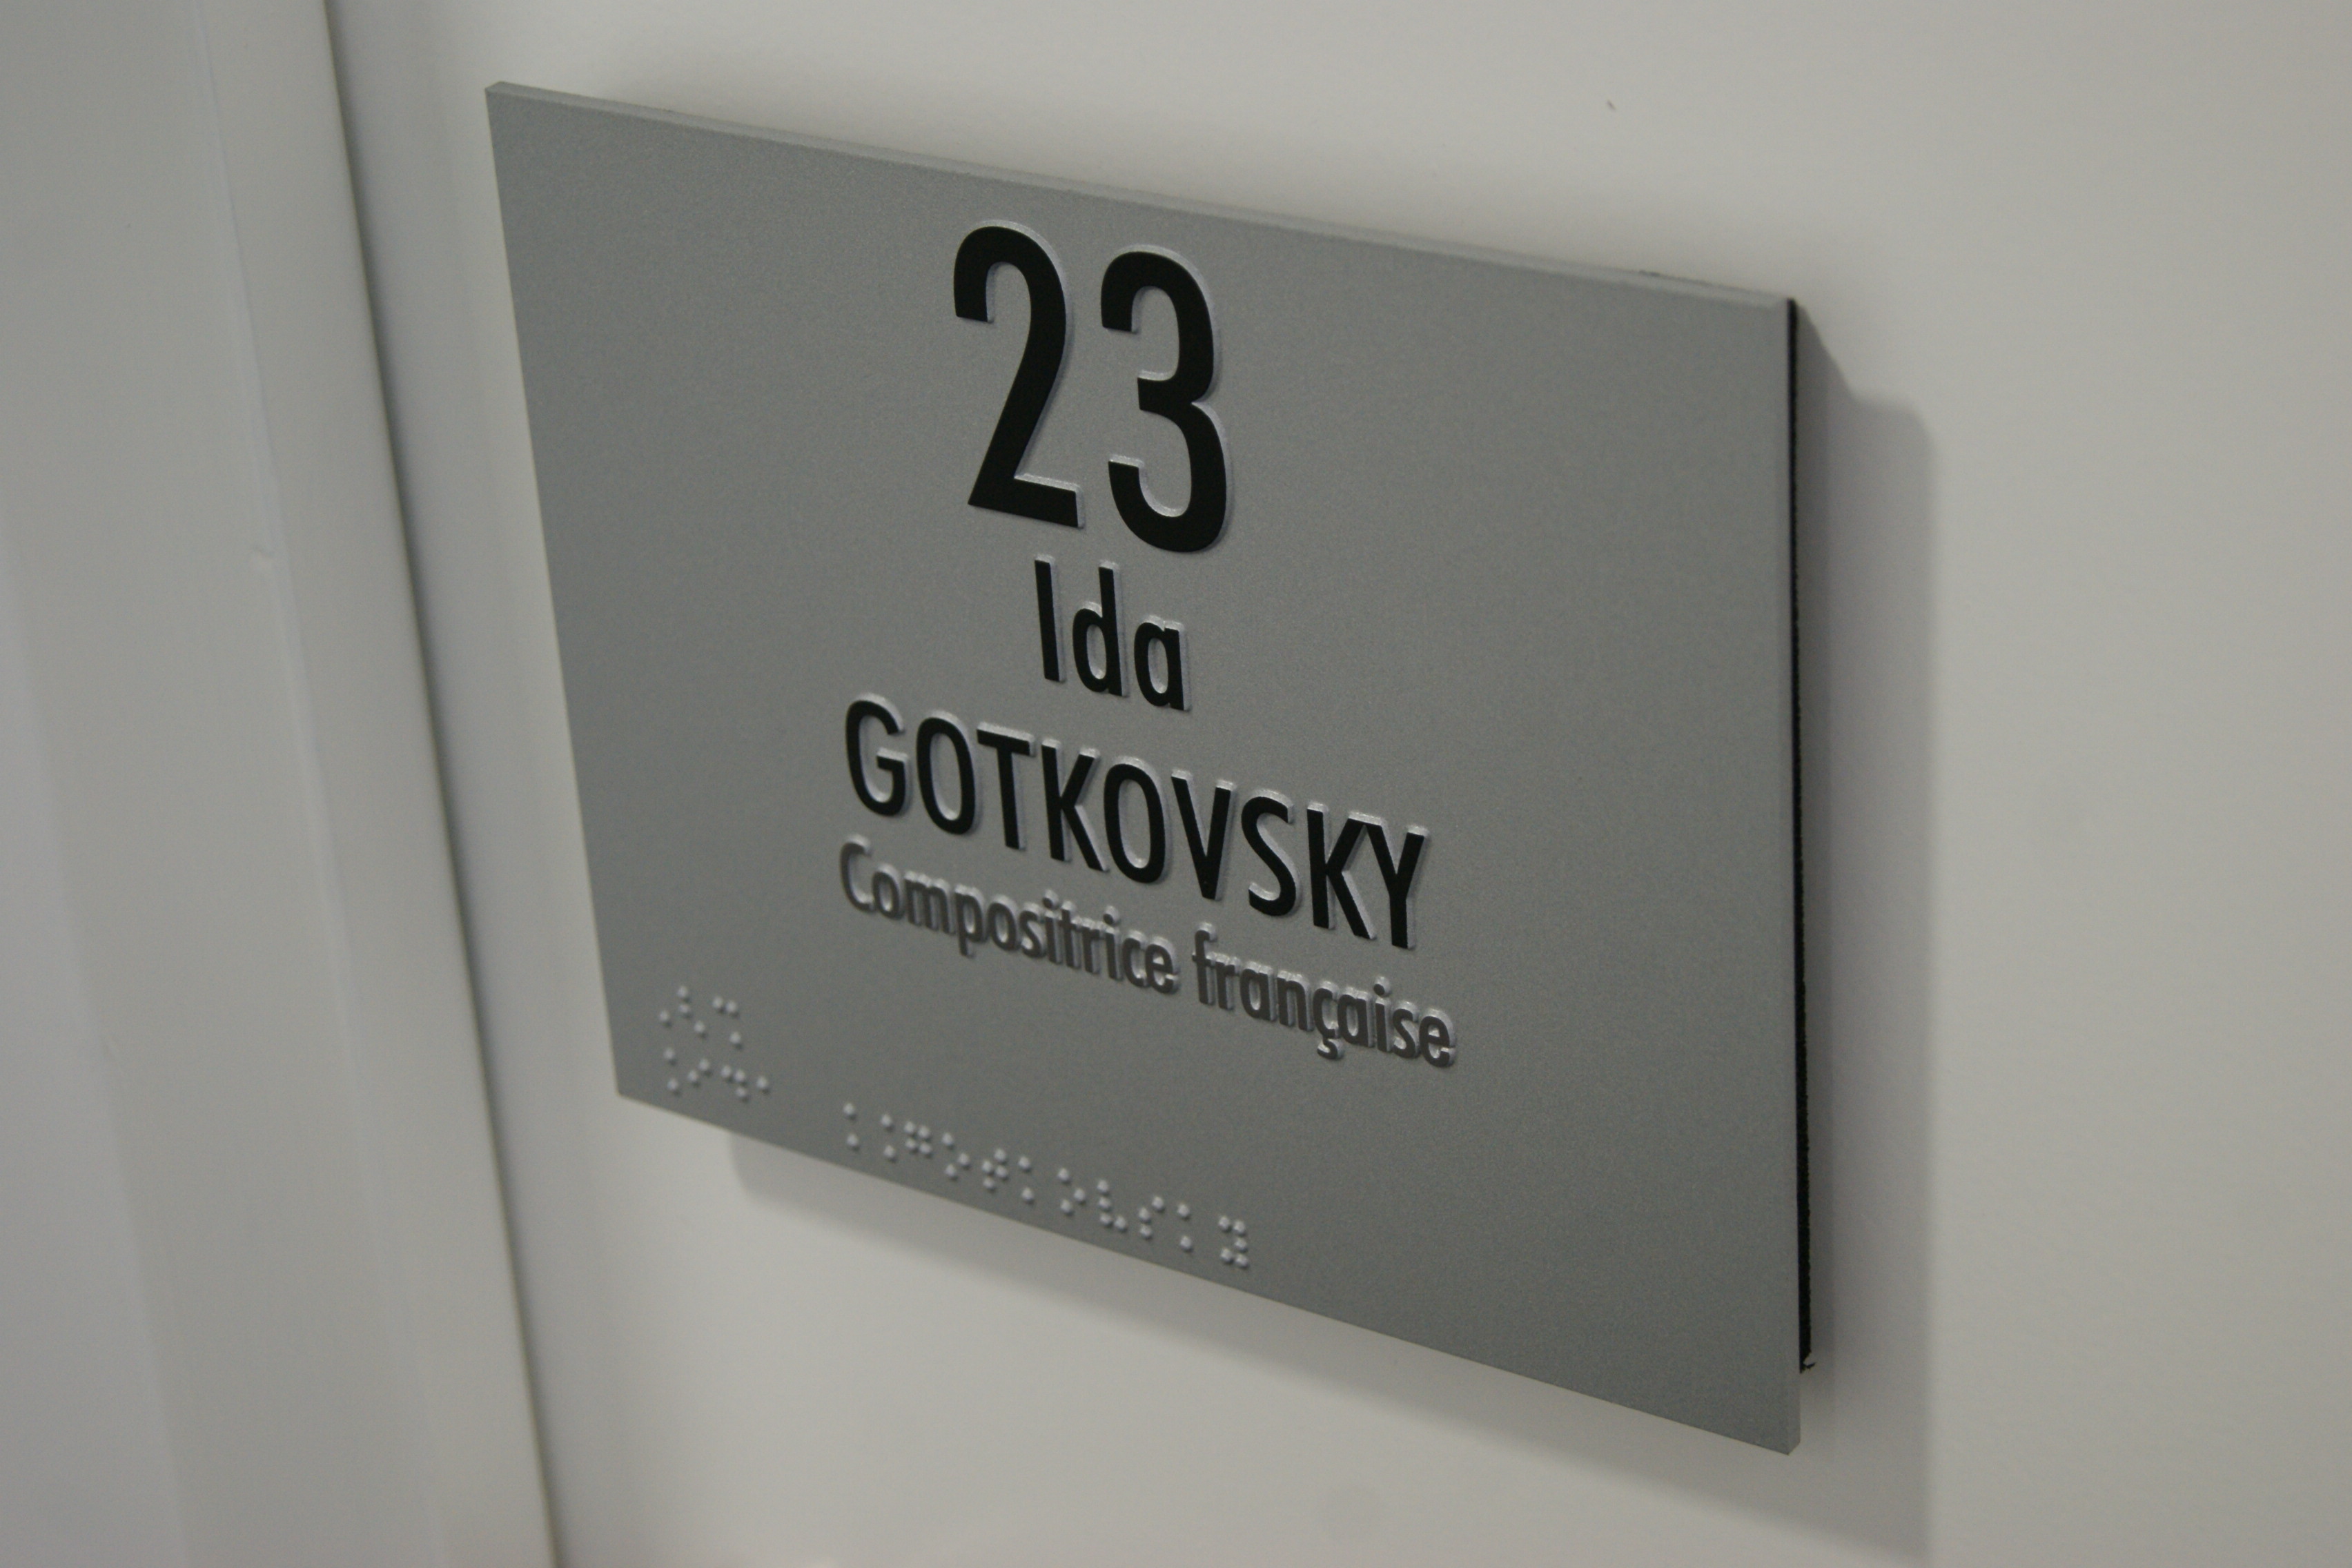 23
Ida
GOTKOVSKY
Compositrice française